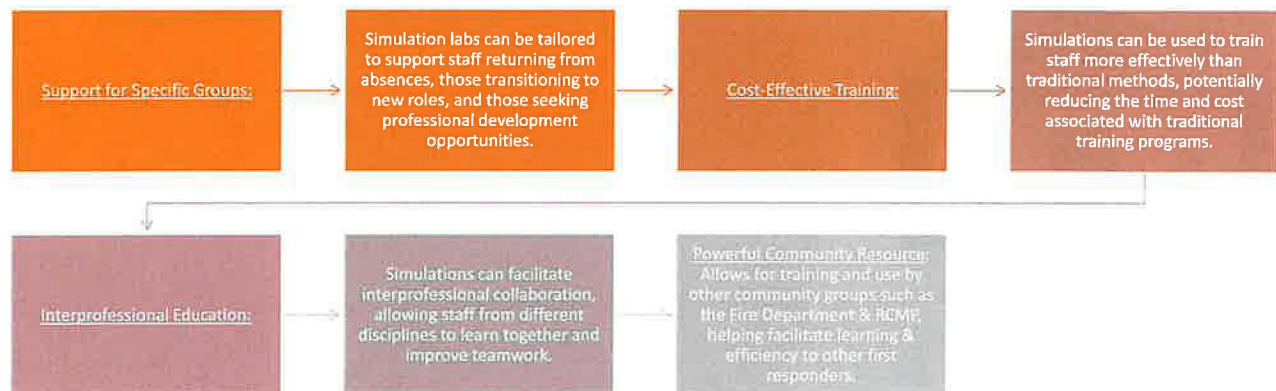 Support for Specific Groups:
Simulation labs can be tailored
to support staff returning from
absences, those transitioning to
new roles, and those seeking
professional development
opportunities.
Cost-Effective Training:
Simulations can be used to train
staff more effectively than
traditional methods, potentially
reducing the time and cost
associated with traditional
training programs.
Interprofessional Education:
Simulations can facilitate
interprofessional collaboration,
allowing staff from different
disciplines to learn together and
improve teamwork.
Powerful Community Resource:
Allows for training and use by
other community groups such as
the Fire Department & RCMP,
helping facilitate learning &
efficiency to other first
responders.